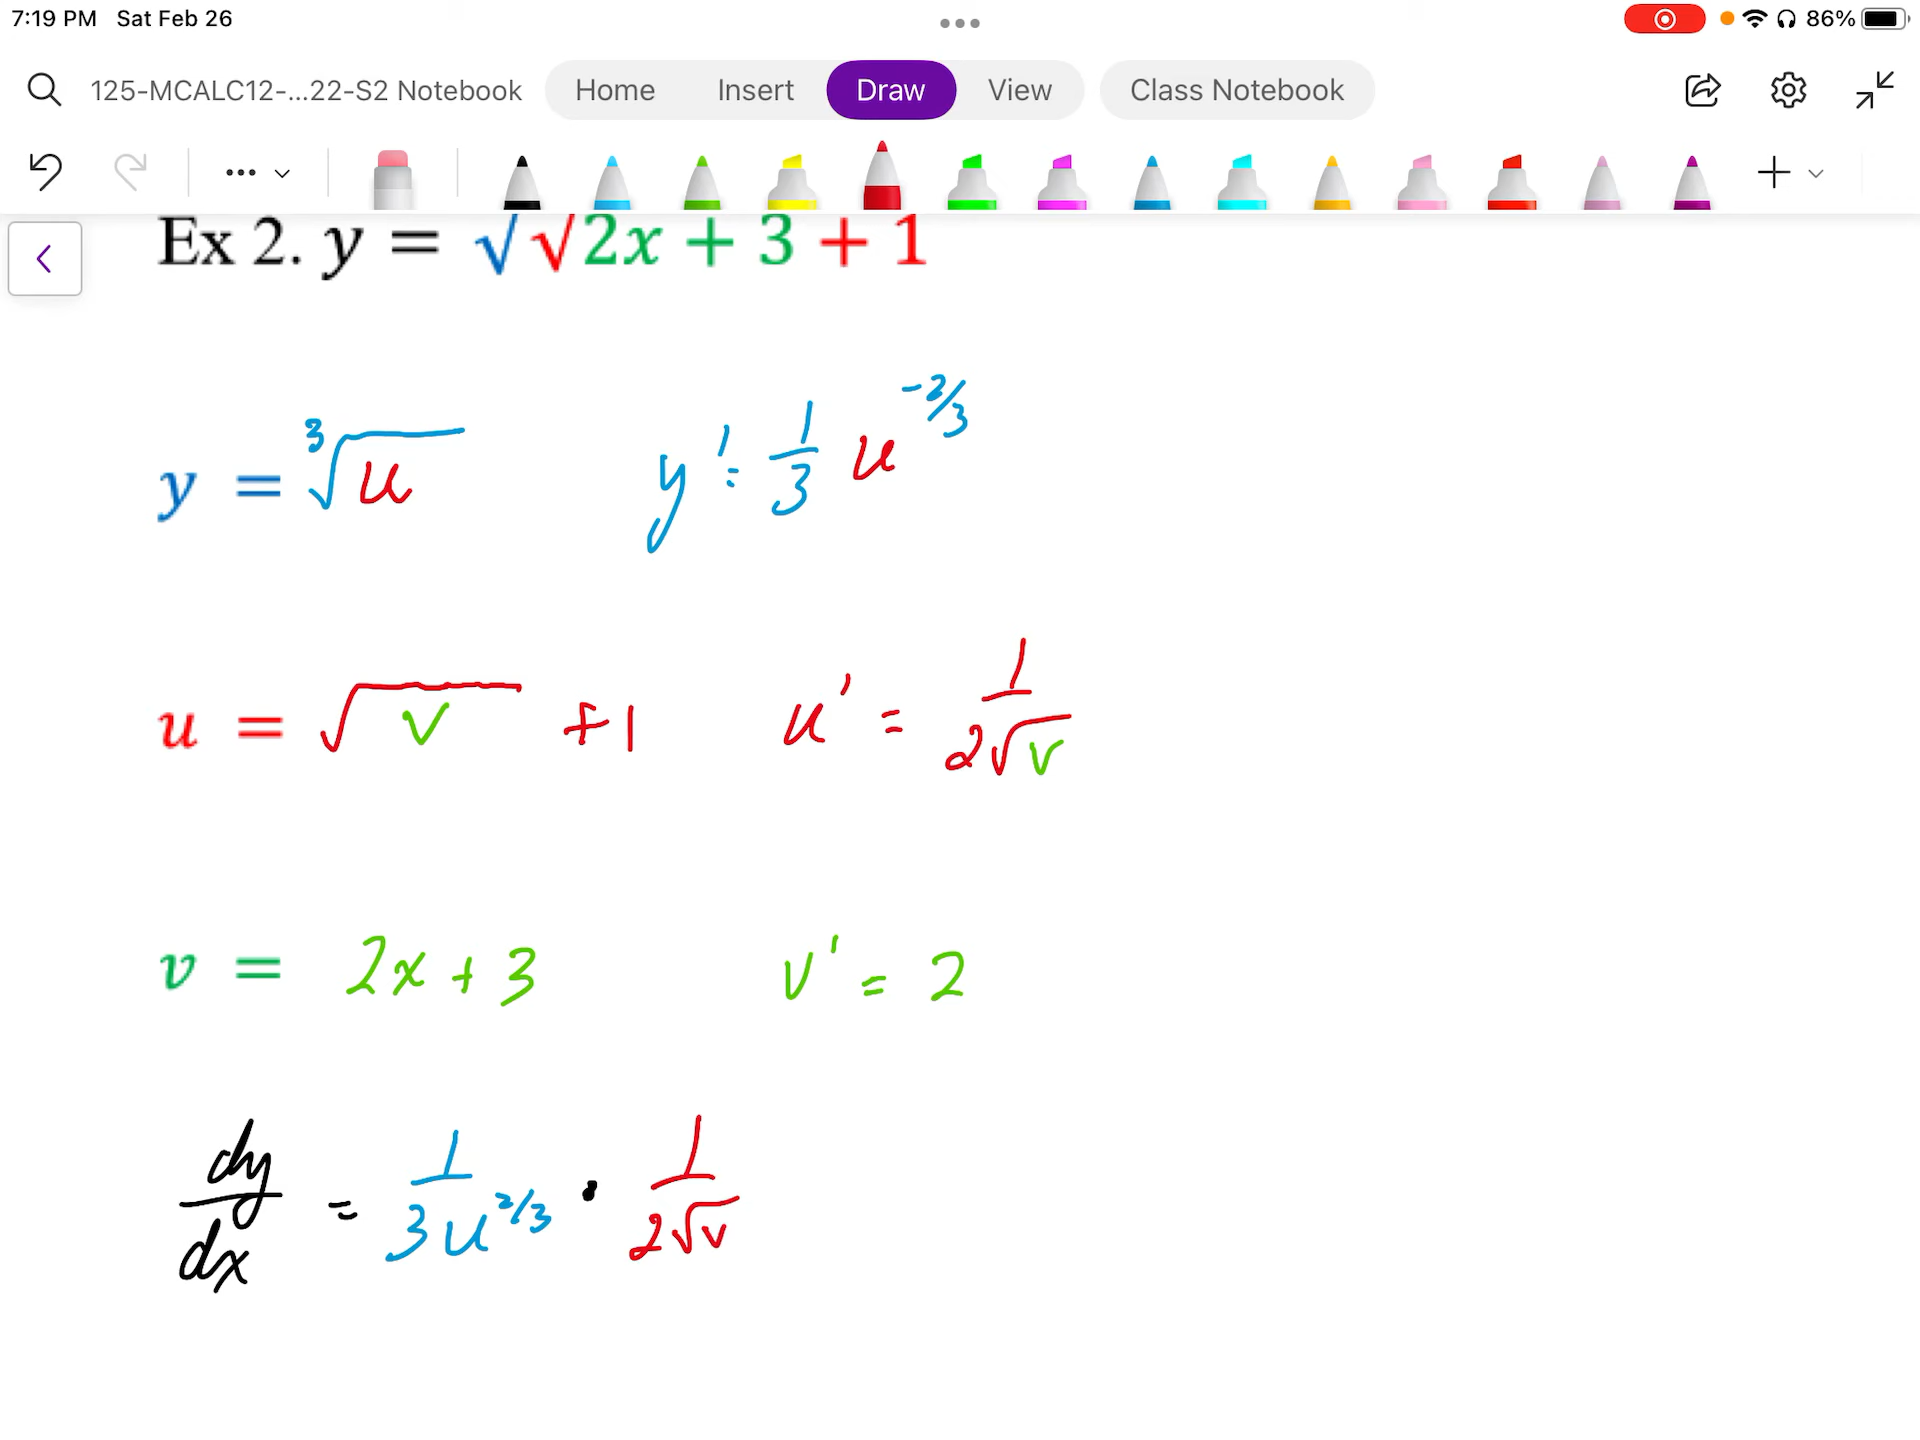 7:19 PM Sat Feb 26 86%
125-MCALC12-...22-S2 Notebook Home Insert Draw View Class Notebook
Ex 2. y = √√2x + 3 + 1
y = ∛u y' = 1/3 u^(-2/3)
u = √v + 1 u' = 1/(2√v)
v = 2x + 3 v' = 2
dy/dx = 1/(3u^(2/3)) · 1/(2√v)